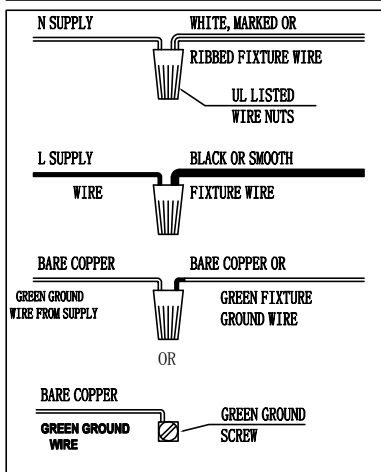 N SUPPLY WHITE, MARKED OR
RIBBED FIXTURE WIRE
UL LISTED
WIRE NUTS
L SUPPLY BLACK OR SMOOTH
WIRE FIXTURE WIRE
BARE COPPER BARE COPPER OR
GREEN GROUND GREEN FIXTURE
WIRE FROM SUPPLY GROUND WIRE
OR
BARE COPPER
GREEN GROUND GREEN GROUND
WIRE SCREW